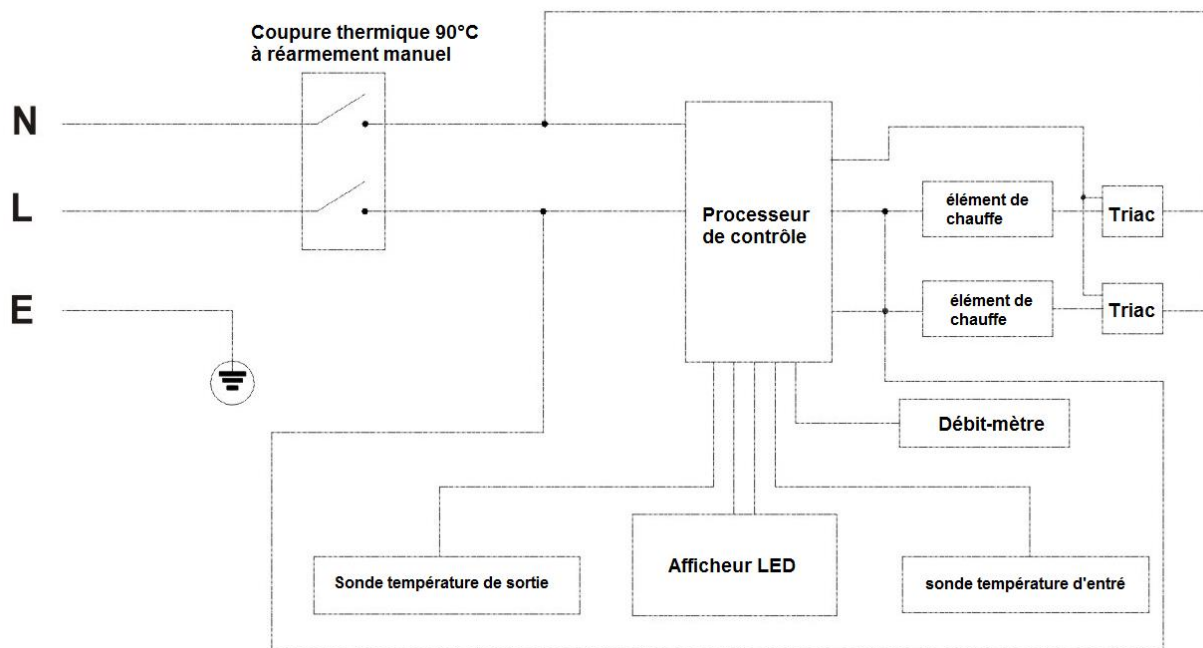 Coupure thermique 90°C
à réarmement manuel
N
L
E
Processeur
de contrôle
élément de
chauffe
Triac
élément de
chauffe
Triac
Débit-mètre
Sonde température de sortie
Afficheur LED
sonde température d'entré